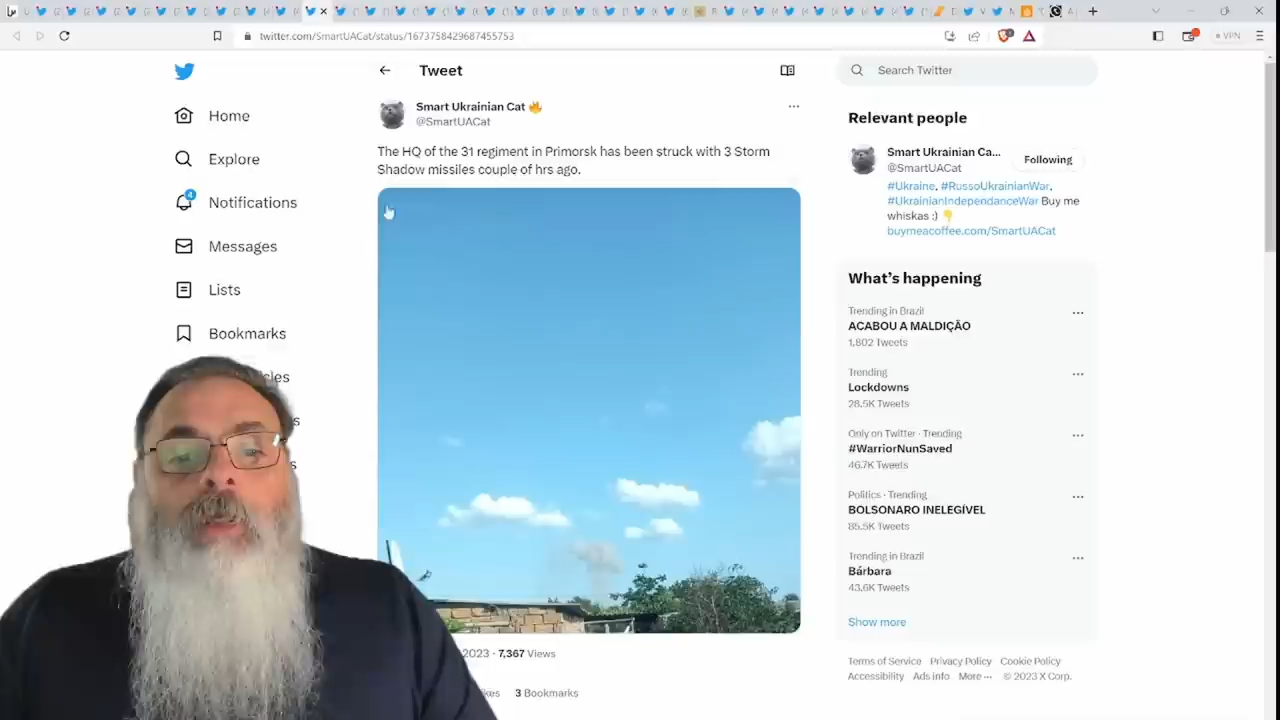 twitter.com/SmartUACat/status/1673758429687455753
VPN
Tweet
Search Twitter
Home
Explore
4
Notifications
Messages
Lists
Bookmarks
Smart Ukrainian Cat 🔥
@SmartUACat
The HQ of the 31 regiment in Primorsk has been struck with 3 Storm
Shadow missiles couple of hrs ago.
2023 · 7,367 Views
3 Bookmarks
Relevant people
Smart Ukrainian Ca...
Following
@SmartUACat
#Ukraine, #RussoUkrainianWar,
#UkrainianIndependanceWar Buy me
whiskas :) 👇
buymeacoffee.com/SmartUACat
What's happening
Trending in Brazil
ACABOU A MALDIÇÃO
1,802 Tweets
Trending
Lockdowns
28.5K Tweets
Only on Twitter · Trending
#WarriorNunSaved
46.7K Tweets
Politics · Trending
BOLSONARO INELEGÍVEL
85.5K Tweets
Trending in Brazil
Bárbara
43.6K Tweets
Show more
Terms of Service Privacy Policy Cookie Policy
Accessibility Ads info More ··· © 2023 X Corp.